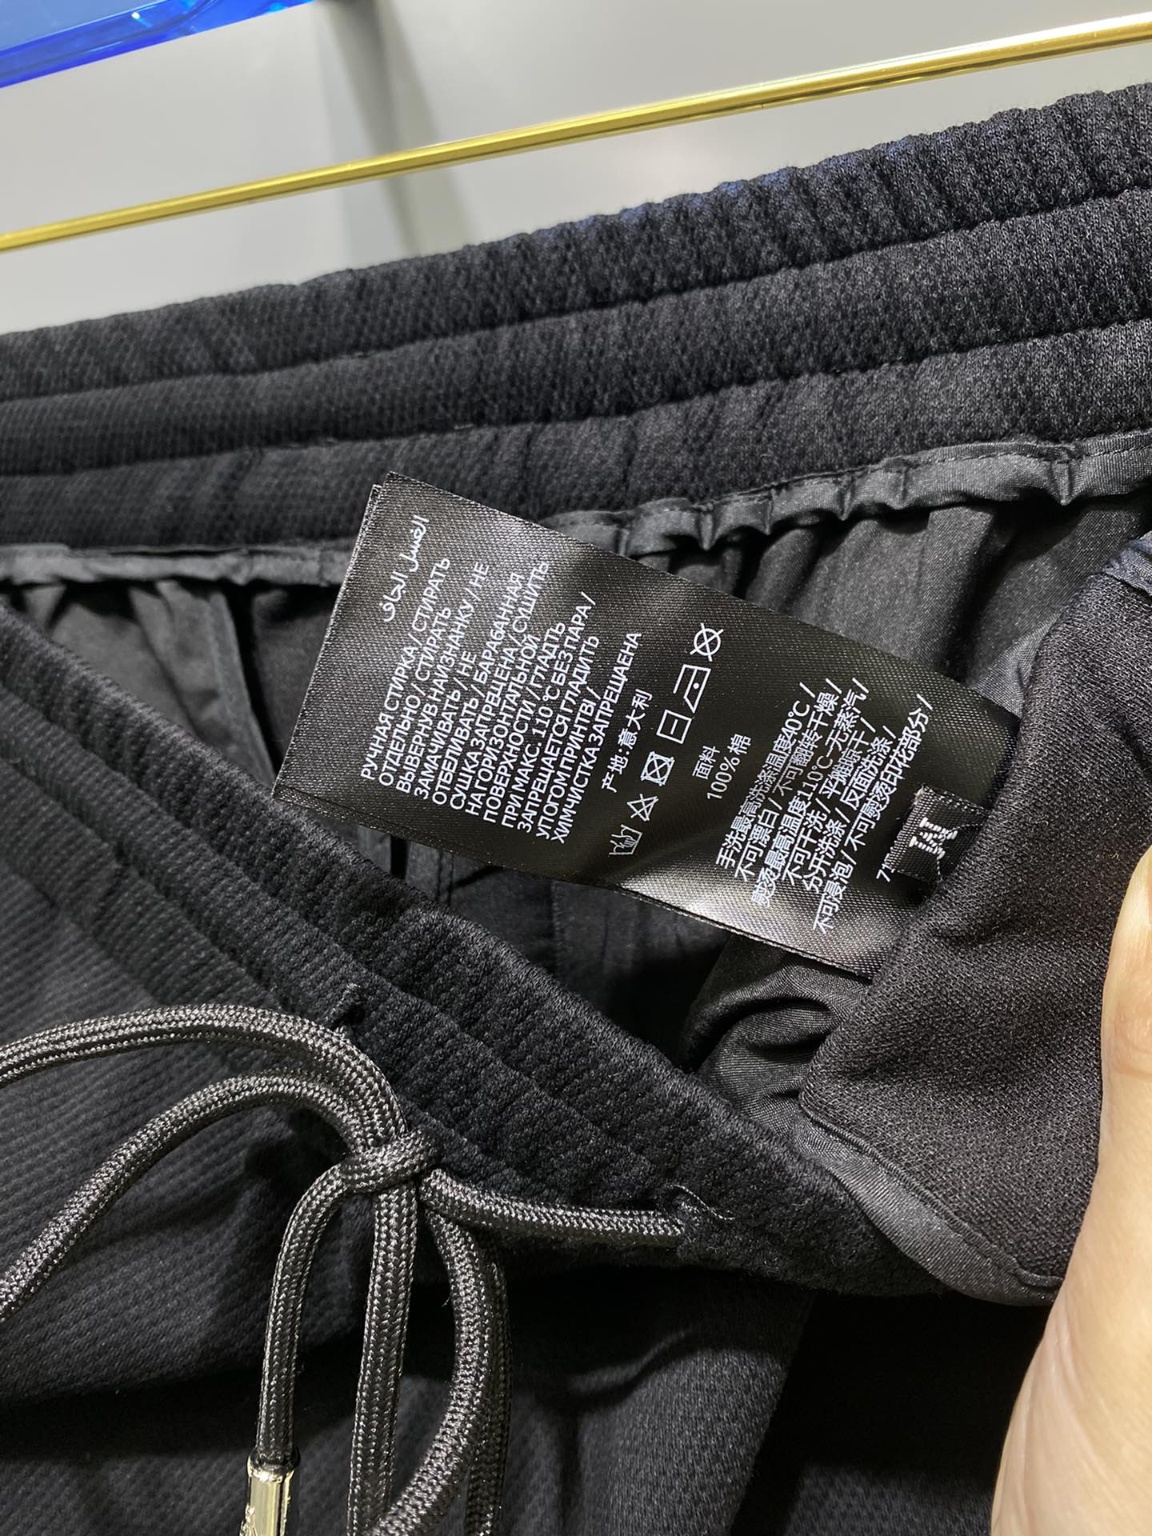 الغسل الجاف
РУЧНАЯ СТИРКА / СТИРАТЬ
ОТДЕЛЬНО / СТИРАТЬ
ВЫВЕРНУВ НАИЗНАНКУ / НЕ
ЗАМАЧИВАТЬ / НЕ
ОТБЕЛИВАТЬ / БАРАБАННАЯ
СУШКА ЗАПРЕЩЕНА / СУШИТЬ
НА ГОРИЗОНТАЛЬНОЙ
ПОВЕРХНОСТИ / ГЛАДТЬ
ПРИ МАКС. 110℃ БЕЗ ПАРА /
ЗАПРЕЩАЕТСЯ ГЛАДИТЬ
УПОГОМ ПРИНТВІ /
ХИМЧИСТКА ЗАПРЕШАЕНА
产地: 意大利
面料
100% 棉
手洗最高洗涤温度40℃ /
不可漂白 / 不可翻转干燥 /
熨烫最高温度110℃-无蒸汽 /
不可干洗 / 平摊晾干 /
分开洗涤 / 反面洗涤 /
不可浸泡 / 不可熨烫印花部分 /
M